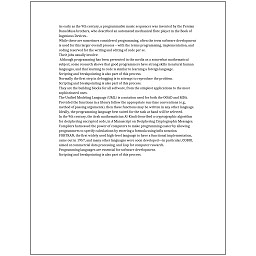 as early as the 9th century, a programmable music sequencer was invented by the Persian
Banu Musa brothers, who described an automated mechanical flute player in the Book of
Ingenious Devices.
While these are sometimes considered programming, often the term software development
is used for this larger overall process – with the terms programming, implementation, and
coding reserved for the writing and editing of code per se.
Their jobs usually involve:
Although programming has been presented in the media as a somewhat mathematical
subject, some research shows that good programmers have strong skills in natural human
languages, and that learning to code is similar to learning a foreign language.
Scripting and breakpointing is also part of this process.
Normally the first step in debugging is to attempt to reproduce the problem.
Scripting and breakpointing is also part of this process.
They are the building blocks for all software, from the simplest applications to the most
sophisticated ones.
The Unified Modeling Language (UML) is a notation used for both the OOAD and MDA.
Provided the functions in a library follow the appropriate run-time conventions (e.g.,
method of passing arguments), then these functions may be written in any other language.
Ideally, the programming language best suited for the task at hand will be selected.
In the 9th century, the Arab mathematician Al-Kindi described a cryptographic algorithm
for deciphering encrypted code, in A Manuscript on Deciphering Cryptographic Messages.
Compilers harnessed the power of computers to make programming easier by allowing
programmers to specify calculations by entering a formula using infix notation.
FORTRAN, the first widely used high-level language to have a functional implementation,
came out in 1957, and many other languages were soon developed—in particular, COBOL
aimed at commercial data processing, and Lisp for computer research.
Programming languages are essential for software development.
Scripting and breakpointing is also part of this process.